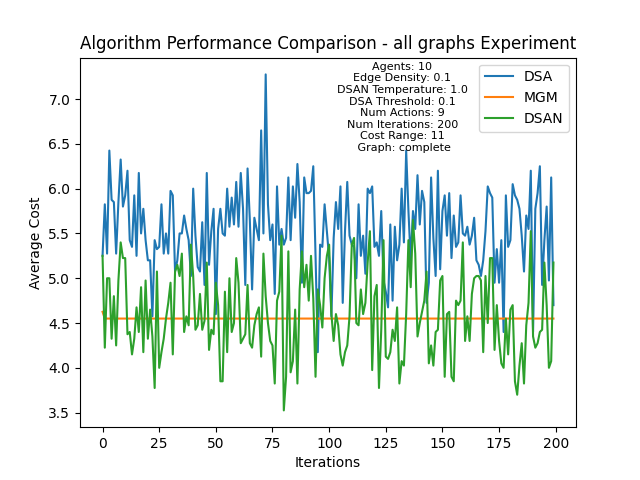 Algorithm Performance Comparison - all graphs Experiment
Agents: 10
Edge Density: 0.1
DSAN Temperature: 1.0
DSA Threshold: 0.1
Num Actions: 9
Num Iterations: 200
Cost Range: 11
Graph: complete
DSA
MGM
DSAN
Average Cost
7.0
6.5
6.0
5.5
5.0
4.5
4.0
3.5
0 25 50 75 100 125 150 175 200
Iterations